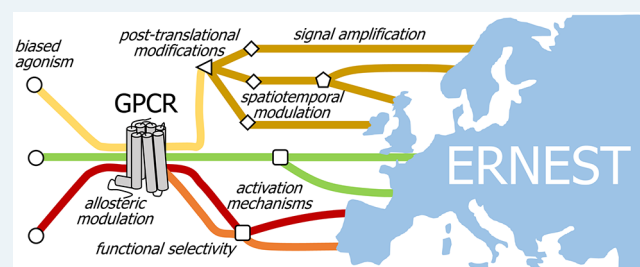 biased
agonism
post-translational
modifications
signal amplification
GPCR
spatiotemporal
modulation
ERNEST
allosteric
modulation
activation
mechanisms
functional selectivity